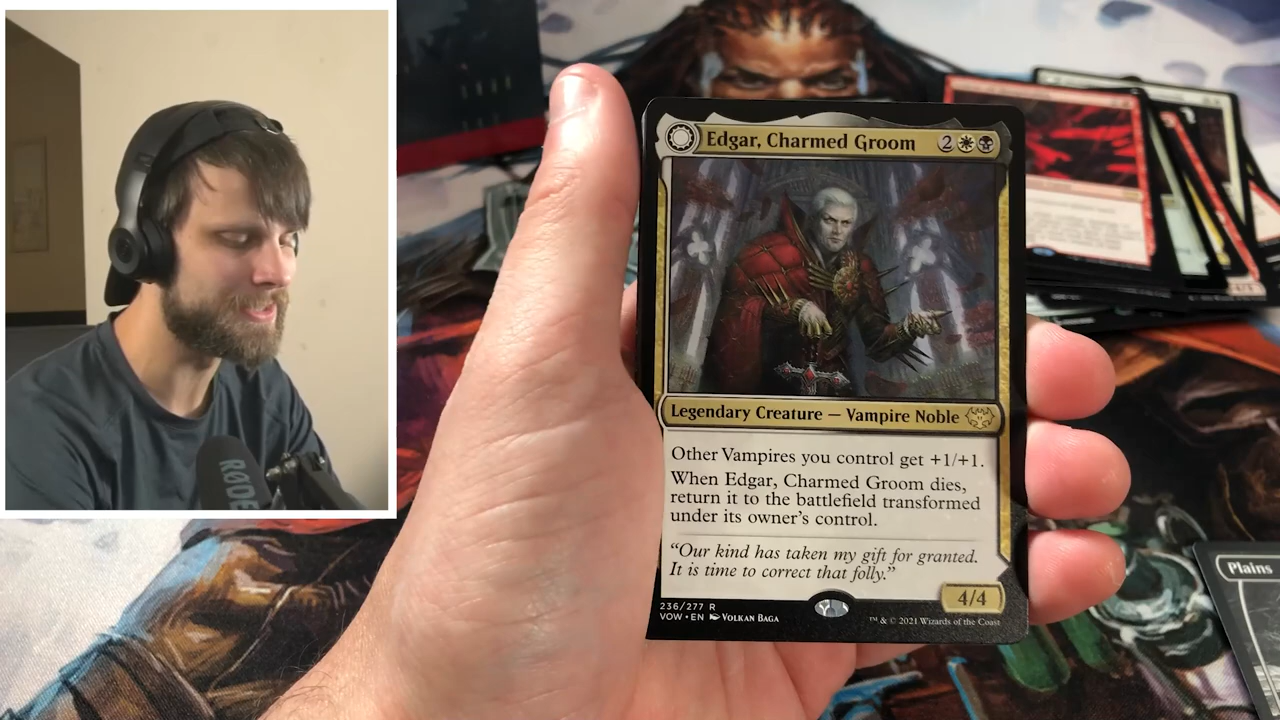 Edgar, Charmed Groom 2
Legendary Creature — Vampire Noble
Other Vampires you control get +1/+1.
When Edgar, Charmed Groom dies,
return it to the battlefield transformed
under its owner's control.
“Our kind has taken my gift for granted.
It is time to correct that folly.”
4/4
236/277 R
VOW • EN VOLKAN BAGA
™ & © 2021 Wizards of the Coast
Plains
RØDE